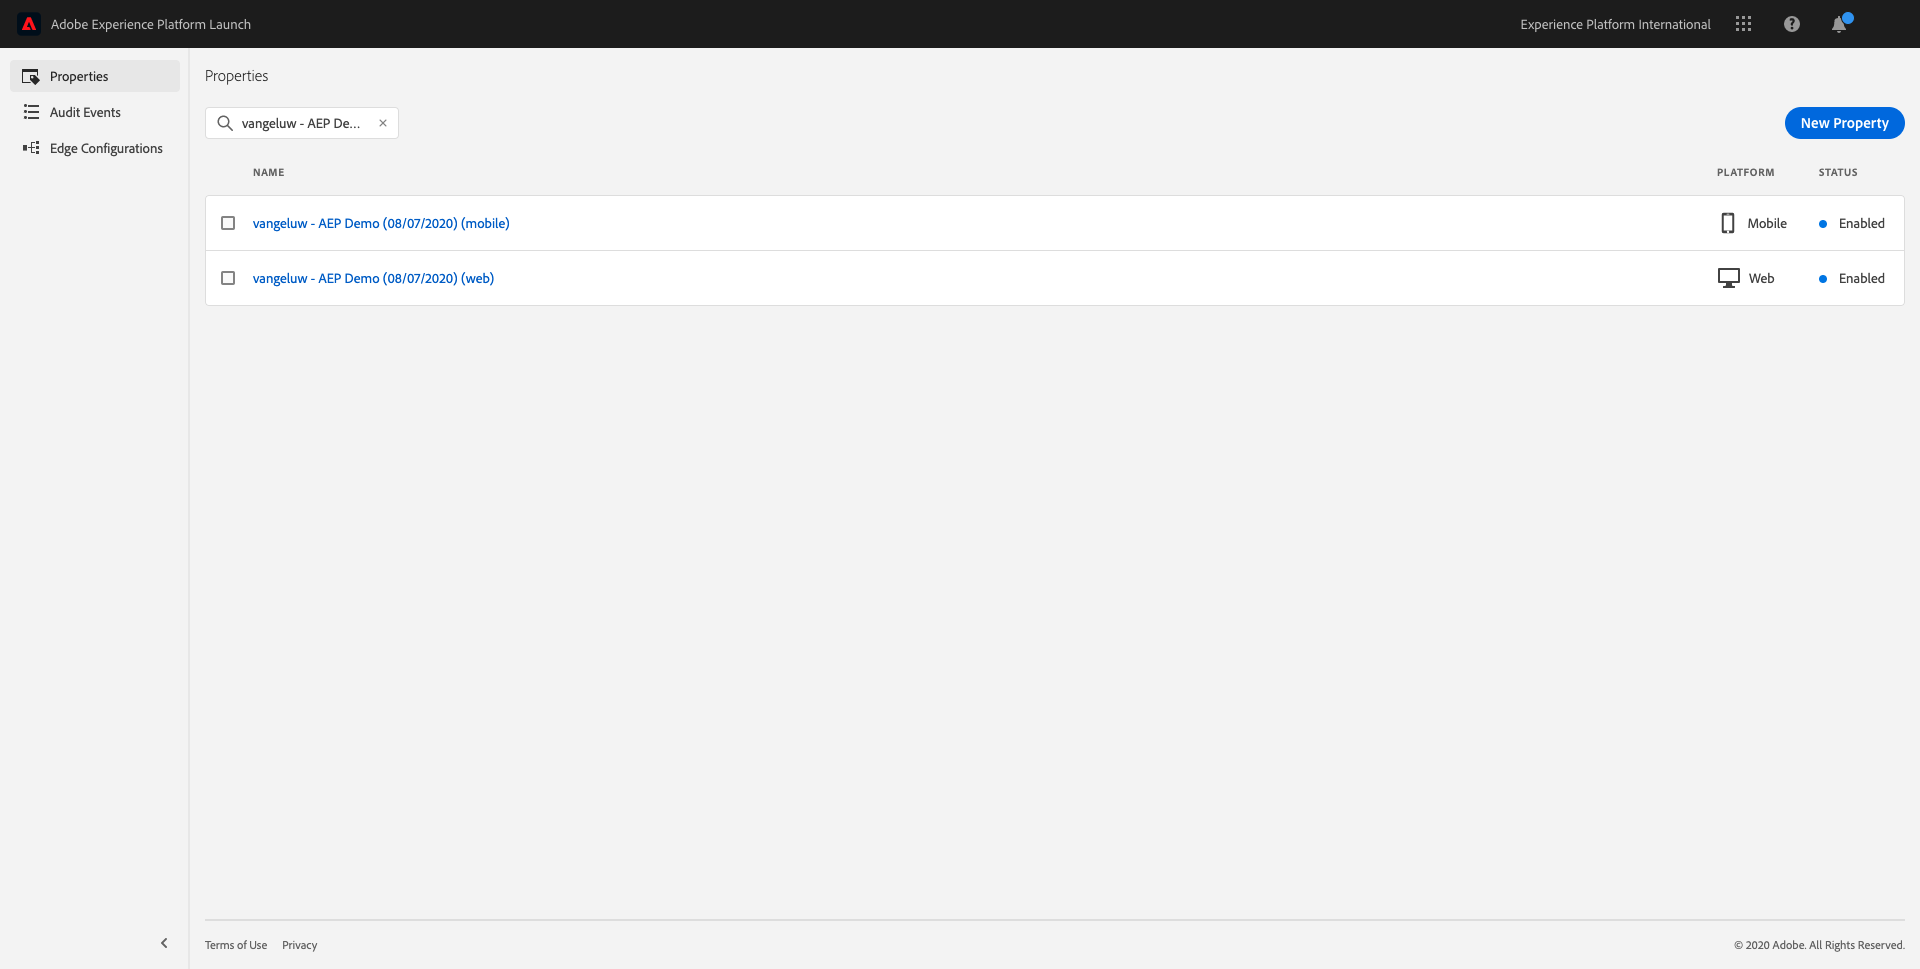 Adobe Experience Platform Launch
Experience Platform International
Properties
Audit Events
Edge Configurations
Properties
vangeluw - AEP De...
New Property
NAME PLATFORM STATUS
vangeluw - AEP Demo (08/07/2020) (mobile) Mobile Enabled
vangeluw - AEP Demo (08/07/2020) (web) Web Enabled
Terms of Use Privacy
© 2020 Adobe. All Rights Reserved.